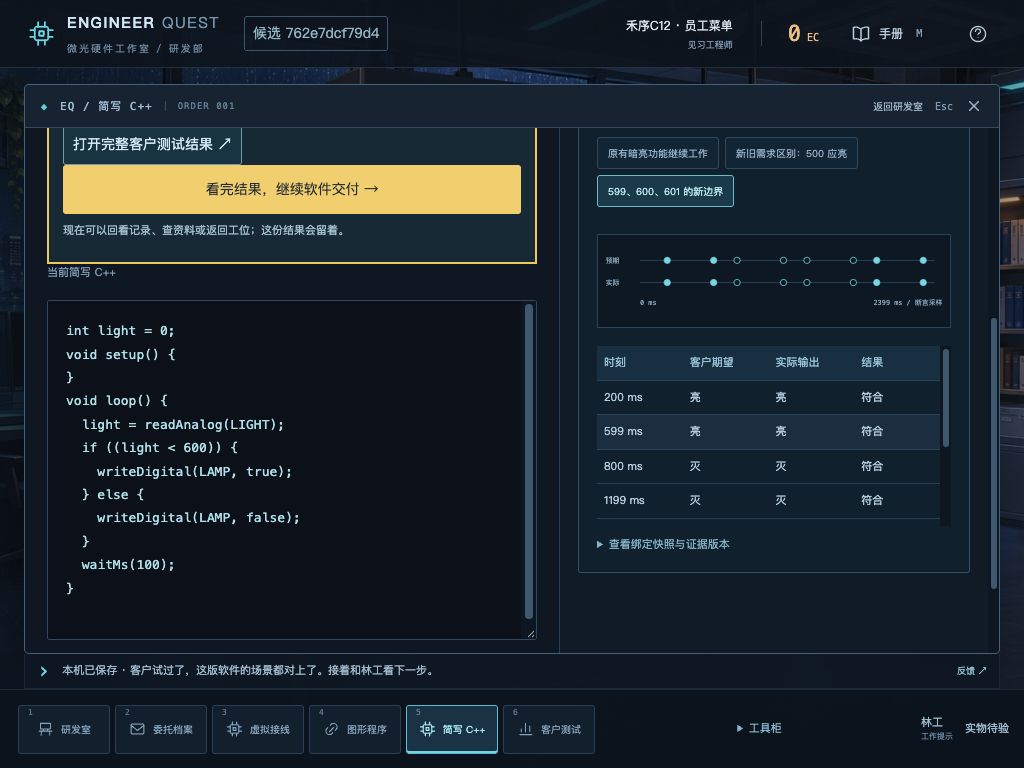 ENGINEER QUEST
微光硬件工作室 / 研发部
候选 762e7dcf79d4
禾序C12 · 员工菜单
见习工程师
0 EC
手册 M
?
EQ / 简写 C++ ORDER 001
返回研发室 Esc
打开完整客户测试结果 ↗
看完结果，继续软件交付 →
现在可以回看记录、查资料或返回工位；这份结果会留着。
当前简写 C++
int light = 0;
void setup() {
}
void loop() {
light = readAnalog(LIGHT);
if ((light < 600)) {
writeDigital(LAMP, true);
} else {
writeDigital(LAMP, false);
}
waitMs(100);
}
原有暗亮功能继续工作
新旧需求区别：500 应亮
599、600、601 的新边界
预期
实际
0 ms
2399 ms / 断言采样
时刻 客户期望 实际输出 结果
200 ms 亮 亮 符合
599 ms 亮 亮 符合
800 ms 灭 灭 符合
1199 ms 灭 灭 符合
查看绑定快照与证据版本
本机已保存 · 客户试过了，这版软件的场景都对上了。接着和林工看下一步。
反馈 ↗
1 研发室
2 委托档案
3 虚拟接线
4 图形程序
5 简写 C++
6 客户测试
工具柜
林工
工作提示
实物待验